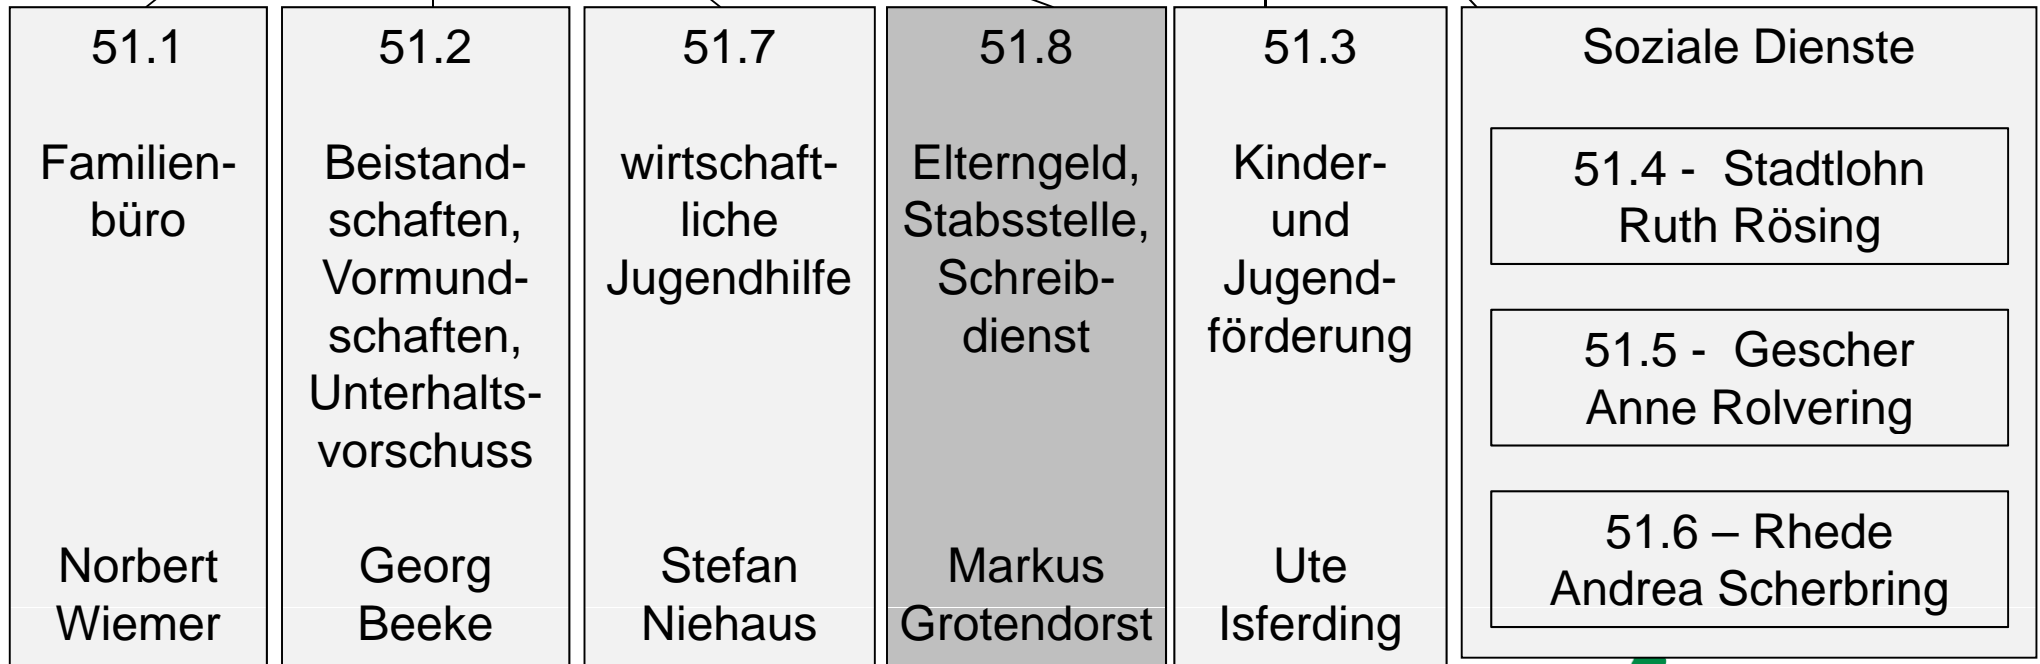 51.1
Familien-
büro
Norbert
Wiemer
51.2
Beistand-
schaften,
Vormund-
schaften,
Unterhalts-
vorschuss
Georg
Beeke
51.7
wirtschaft-
liche
Jugendhilfe
Stefan
Niehaus
51.8
Elterngeld,
Stabsstelle,
Schreib-
dienst
Markus
Grotendorst
51.3
Kinder-
und
Jugend-
förderung
Ute
Isferding
Soziale Dienste
51.4 - Stadtlohn
Ruth Rösing
51.5 - Gescher
Anne Rolvering
51.6 – Rhede
Andrea Scherbring